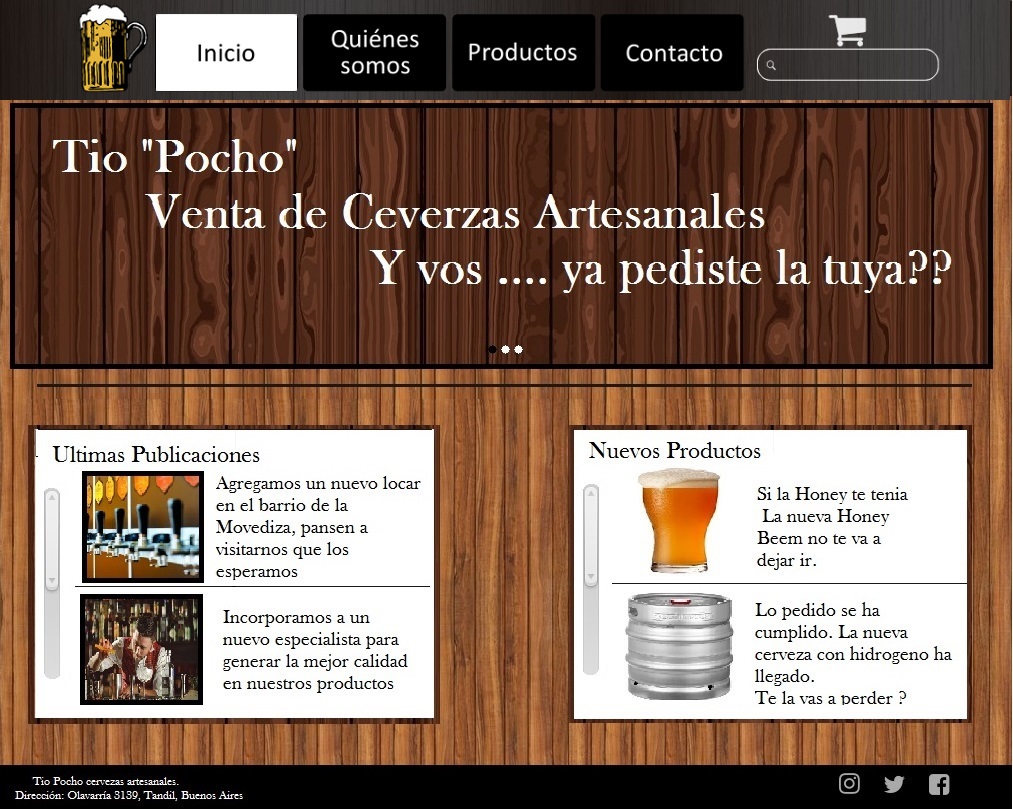 Inicio
Quiénes
somos
Productos
Contacto
Tio "Pocho"
Venta de Ceverzas Artesanales
Y vos .... ya pediste la tuya??
Ultimas Publicaciones
Agregamos un nuevo locar
en el barrio de la
Movediza, pansen a
visitarnos que los
esperamos
Incorporamos a un
nuevo especialista para
generar la mejor calidad
en nuestros productos
Nuevos Productos
Si la Honey te tenia
La nueva Honey
Beem no te va a
dejar ir.
Lo pedido se ha
cumplido. La nueva
cerveza con hidrogeno ha
llegado.
Te la vas a perder ?
Tio Pocho cervezas artesanales.
Dirección: Olavarría 3139, Tandil, Buenos Aires